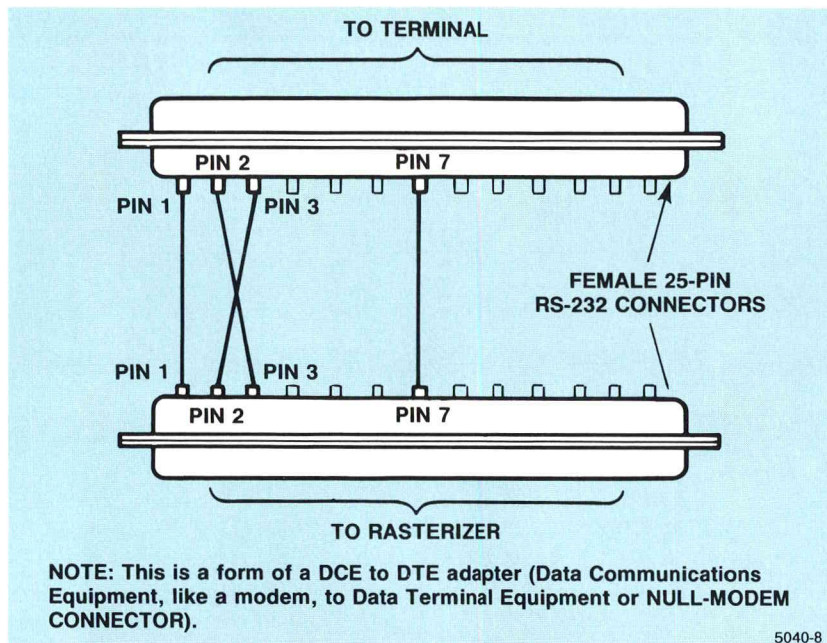 TO TERMINAL
PIN 2 PIN 7
PIN 1 PIN 3
FEMALE 25-PIN
RS-232 CONNECTORS
PIN 1 PIN 3
PIN 2 PIN 7
TO RASTERIZER
NOTE: This is a form of a DCE to DTE adapter (Data Communications
Equipment, like a modem, to Data Terminal Equipment or NULL-MODEM
CONNECTOR).
5040-8